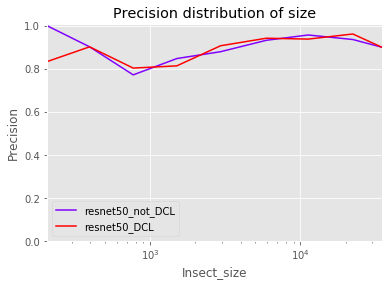 Precision distribution of size
1.0
0.8
0.6
0.4
0.2
0.0
Precision
resnet50_not_DCL
resnet50_DCL
10³
10⁴
Insect_size